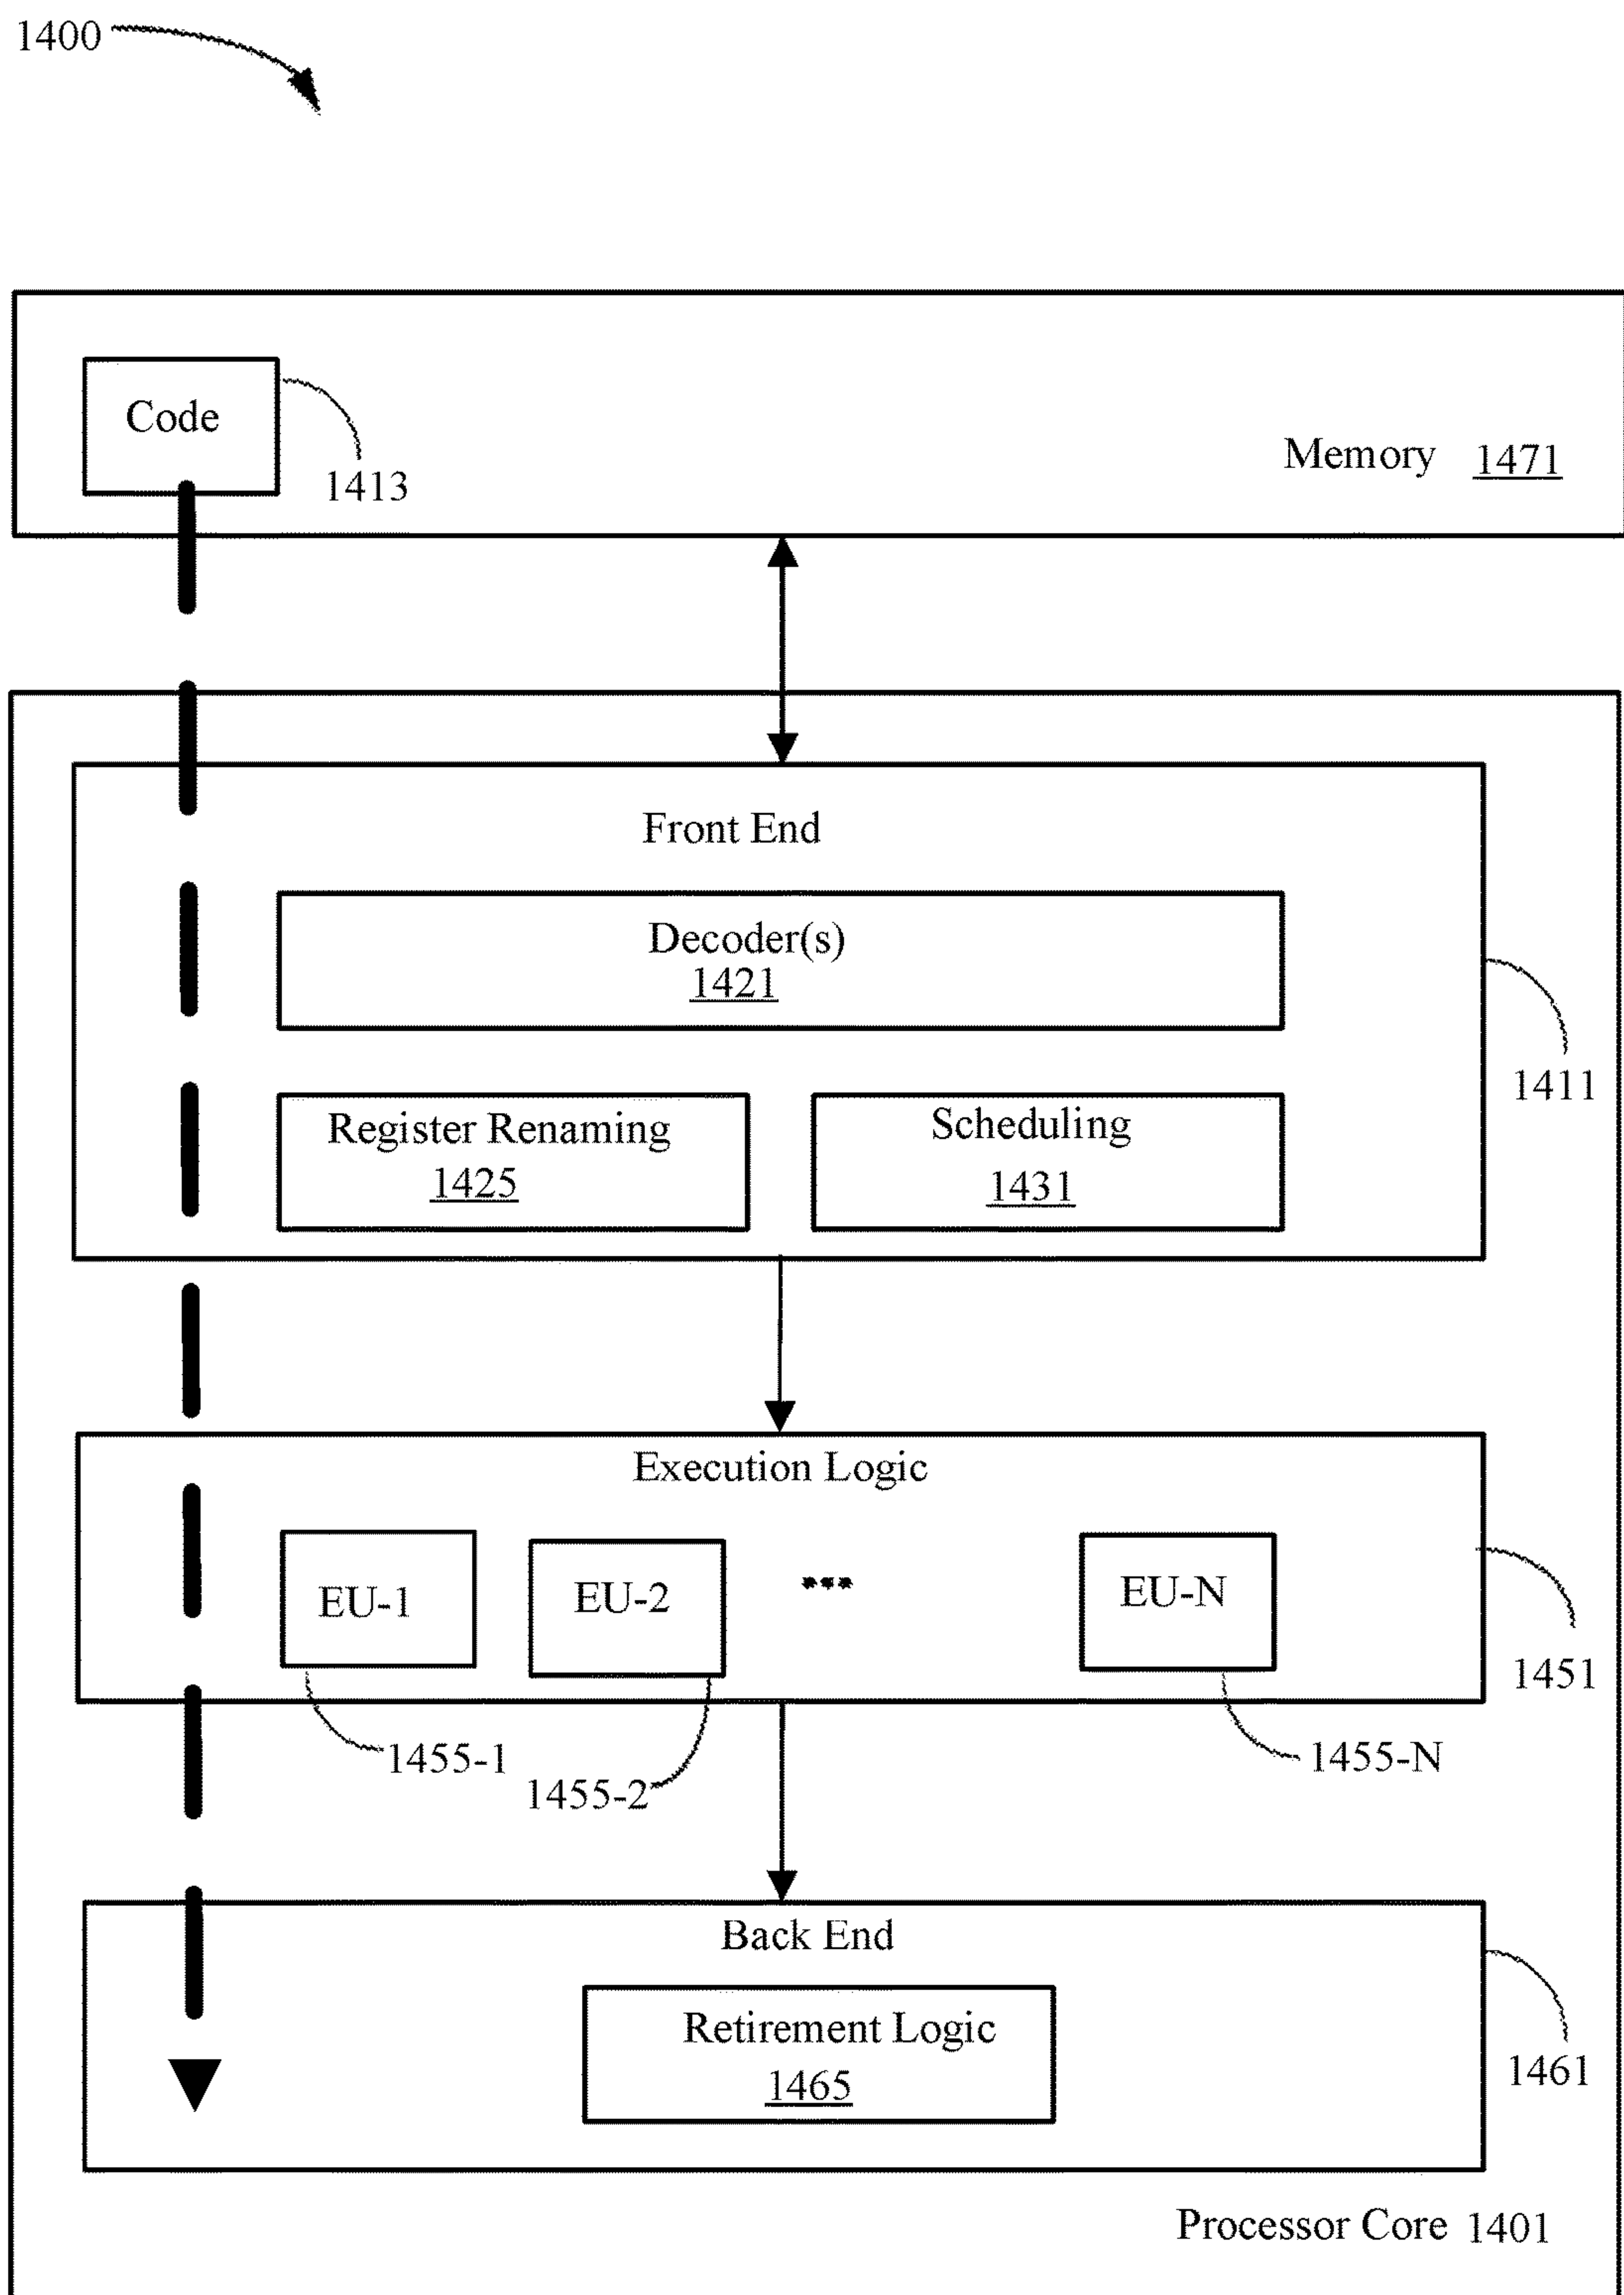 1400
Code
1413
Memory 1471
Front End
Decoder(s)
1421
1411
Register Renaming
1425
Scheduling
1431
Execution Logic
EU-1
EU-2
...
EU-N
1451
1455-1
1455-2
1455-N
Back End
Retirement Logic
1465
1461
Processor Core 1401